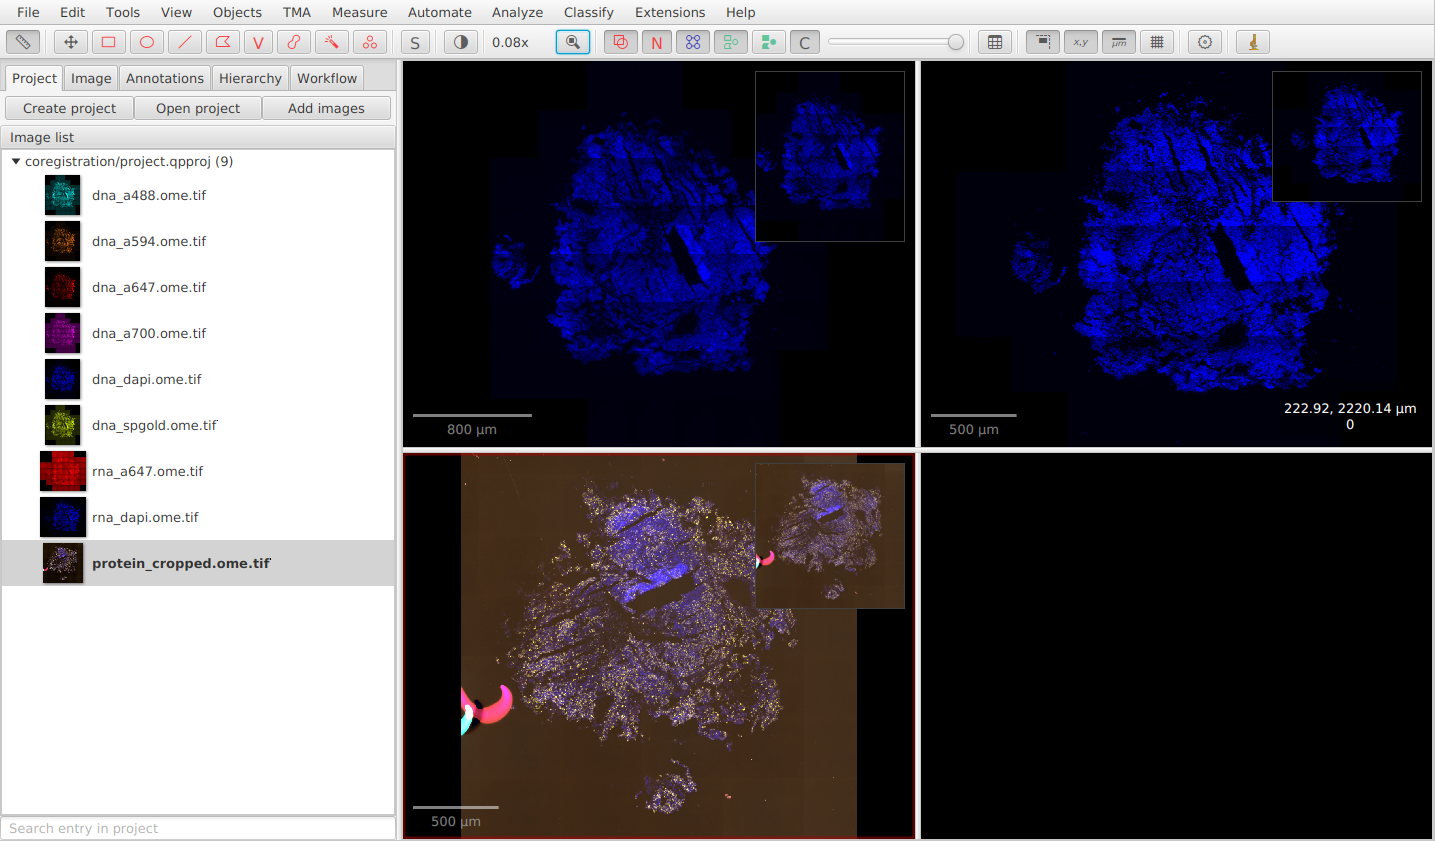 File Edit Tools View Objects TMA Measure Automate Analyze Classify Extensions Help
V S 0.08x N C x,y μm
Project Image Annotations Hierarchy Workflow
Create project Open project Add images
Image list
coregistration/project.qpproj (9)
dna_a488.ome.tif
dna_a594.ome.tif
dna_a647.ome.tif
dna_a700.ome.tif
dna_dapi.ome.tif
dna_spgold.ome.tif
rna_a647.ome.tif
rna_dapi.ome.tif
protein_cropped.ome.tif
Search entry in project
800 μm
500 μm
222.92, 2220.14 μm
0
500 μm